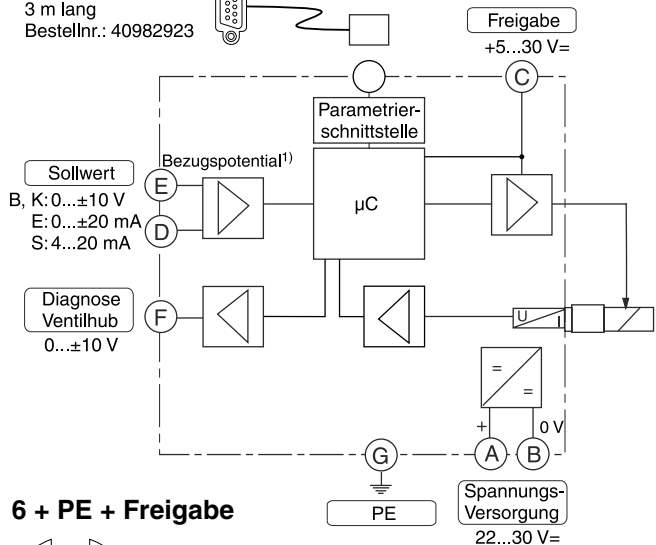 3 m lang
Bestellnr.: 40982923
Freigabe
+5...30 V=
C
Parametrier-
schnittstelle
Sollwert
B, K: 0...±10 V
E: 0...±20 mA
S: 4...20 mA
Bezugspotential1)
E
D
µC
Diagnose
Ventilhub
0...±10 V
F
U
I
=
=
+
0 V
G
A
B
PE
Spannungs-
Versorgung
22...30 V=
6 + PE + Freigabe